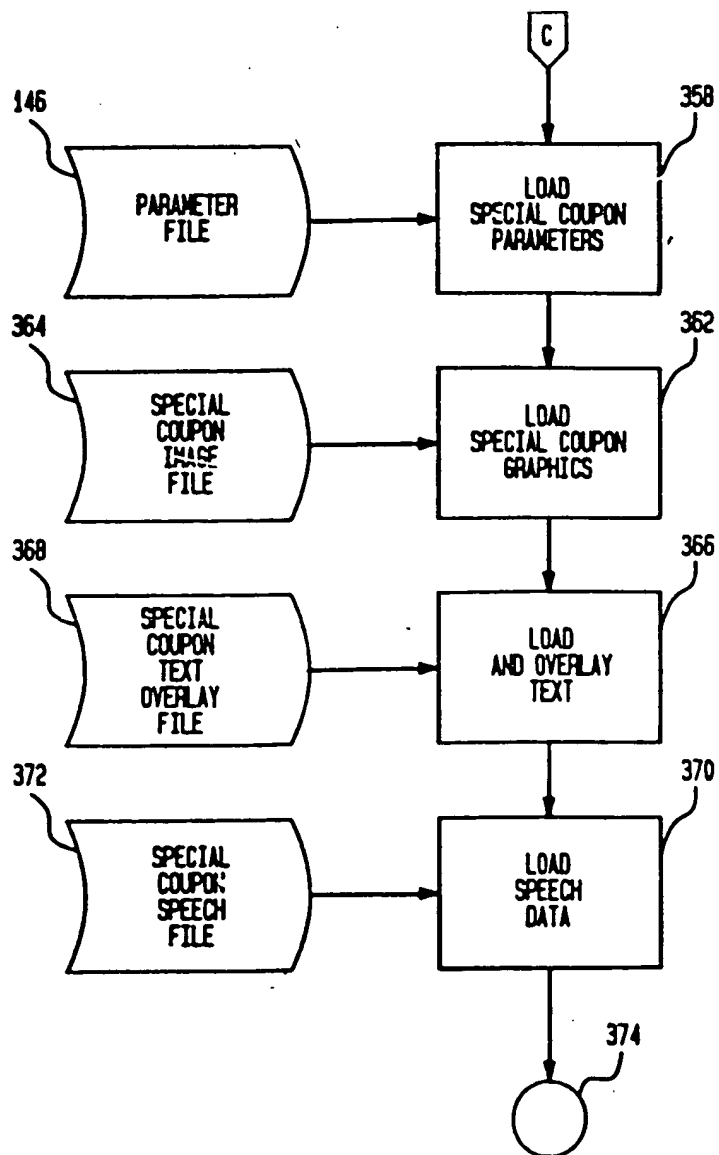 C
146
358
PARAMETER
FILE
LOAD
SPECIAL COUPON
PARAMETERS
364
362
SPECIAL
COUPON
IMAGE
FILE
LOAD
SPECIAL COUPON
GRAPHICS
368
366
SPECIAL
COUPON
TEXT
OVERLAY
FILE
LOAD
AND OVERLAY
TEXT
372
370
SPECIAL
COUPON
SPEECH
FILE
LOAD
SPEECH
DATA
374